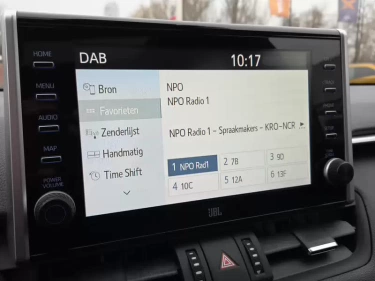 DAB 10:17
HOME
MENU
AUDIO
MAP
POWER
VOLUME
Bron
Favorieten
Zenderlijst
Handmatig
Time Shift
NPO
NPO Radio 1
NPO Radio 1 - Spraakmakers - KRO-NCR
1 NPO Rad1 2 7B 3 9D
4 10C 5 12A 6 13F
JBL